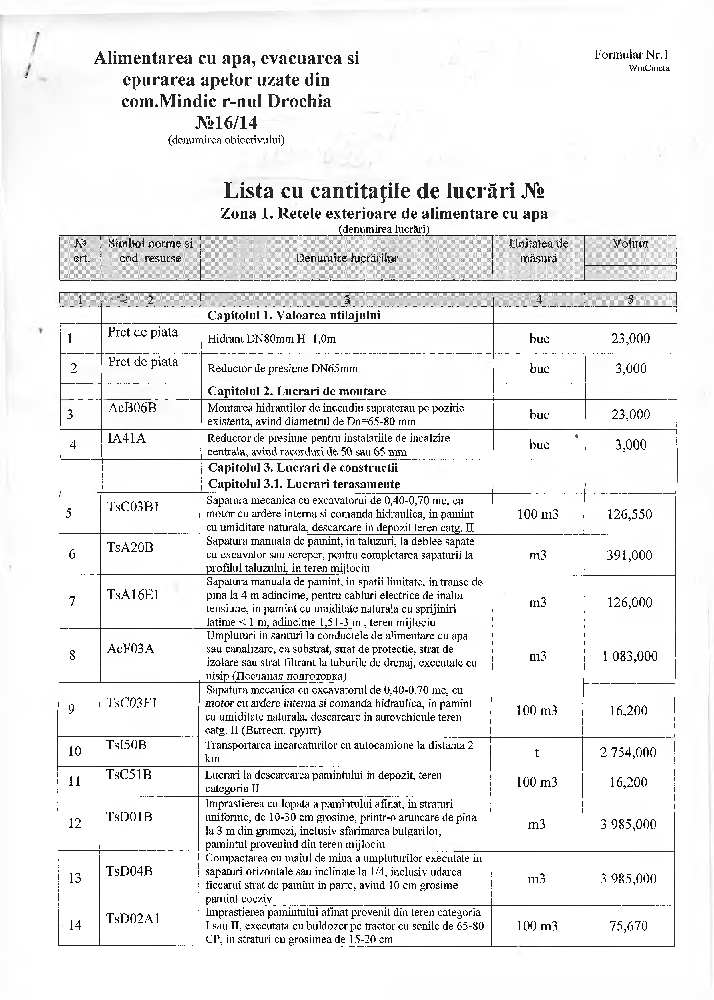 Alimentarea cu apa, evacuarea si
epurarea apelor uzate din
com.Mindic r-nul Drochia
№16/14
(denumirea obiectivului)
Formular Nr.1
WinCmeta
Lista cu cantitaţile de lucrări №
Zona 1. Retele exterioare de alimentare cu apa
(denumirea lucrări)
№ crt.
Simbol norme si cod resurse
Denumire lucrărilor
Unitatea de măsură
Volum
1 2 3 4 5
Capitolul 1. Valoarea utilajului
1 Pret de piata Hidrant DN80mm H=1,0m buc 23,000
2 Pret de piata Reductor de presiune DN65mm buc 3,000
Capitolul 2. Lucrari de montare
3 AcB06B Montarea hidrantilor de incendiu suprateran pe pozitie
existenta, avind diametrul de Dn=65-80 mm buc 23,000
4 IA41A Reductor de presiune pentru instalatiile de incalzire
centrala, avind racorduri de 50 sau 65 mm buc 3,000
Capitolul 3. Lucrari de constructii
Capitolul 3.1. Lucrari terasamente
5 TsC03B1 Sapatura mecanica cu excavatorul de 0,40-0,70 mc, cu
motor cu ardere interna si comanda hidraulica, in pamint
cu umiditate naturala, descarcare in depozit teren catg. II 100 m3 126,550
6 TsA20B Sapatura manuala de pamint, in taluzuri, la deblee sapate
cu excavator sau screper, pentru completarea sapaturii la
profilul taluzului, in teren mijlociu m3 391,000
7 TsA16E1 Sapatura manuala de pamint, in spatii limitate, in transe de
pina la 4 m adincime, pentru cabluri electrice de inalta
tensiune, in pamint cu umiditate naturala cu sprijiniri
latime < 1 m, adincime 1,51-3 m , teren mijlociu m3 126,000
8 AcF03A Umpluturi in santuri la conductele de alimentare cu apa
sau canalizare, ca substrat, strat de protectie, strat de
izolare sau strat filtrant la tuburile de drenaj, executate cu
nisip (Песчаная подготовка) m3 1 083,000
9 TsC03F1 Sapatura mecanica cu excavatorul de 0,40-0,70 mc, cu
motor cu ardere interna si comanda hidraulica, in pamint
cu umiditate naturala, descarcare in autovehicule teren
catg. II (Вытесн. грунт) 100 m3 16,200
10 TsI50B Transportarea incarcaturilor cu autocamione la distanta 2
km t 2 754,000
11 TsC51B Lucrari la descarcarea pamintului in depozit, teren
categoria II 100 m3 16,200
12 TsD01B Imprastierea cu lopata a pamintului afinat, in straturi
uniforme, de 10-30 cm grosime, printr-o aruncare de pina
la 3 m din gramezi, inclusiv sfarimarea bulgarilor,
pamintul provenind din teren mijlociu m3 3 985,000
13 TsD04B Compactarea cu maiul de mina a umpluturilor executate in
sapaturi orizontale sau inclinate la 1/4, inclusiv udarea
fiecarui strat de pamint in parte, avind 10 cm grosime
pamint coeziv m3 3 985,000
14 TsD02A1 Imprastierea pamintului afinat provenit din teren categoria
I sau II, executata cu buldozer pe tractor cu senile de 65-80
CP, in straturi cu grosimea de 15-20 cm 100 m3 75,670